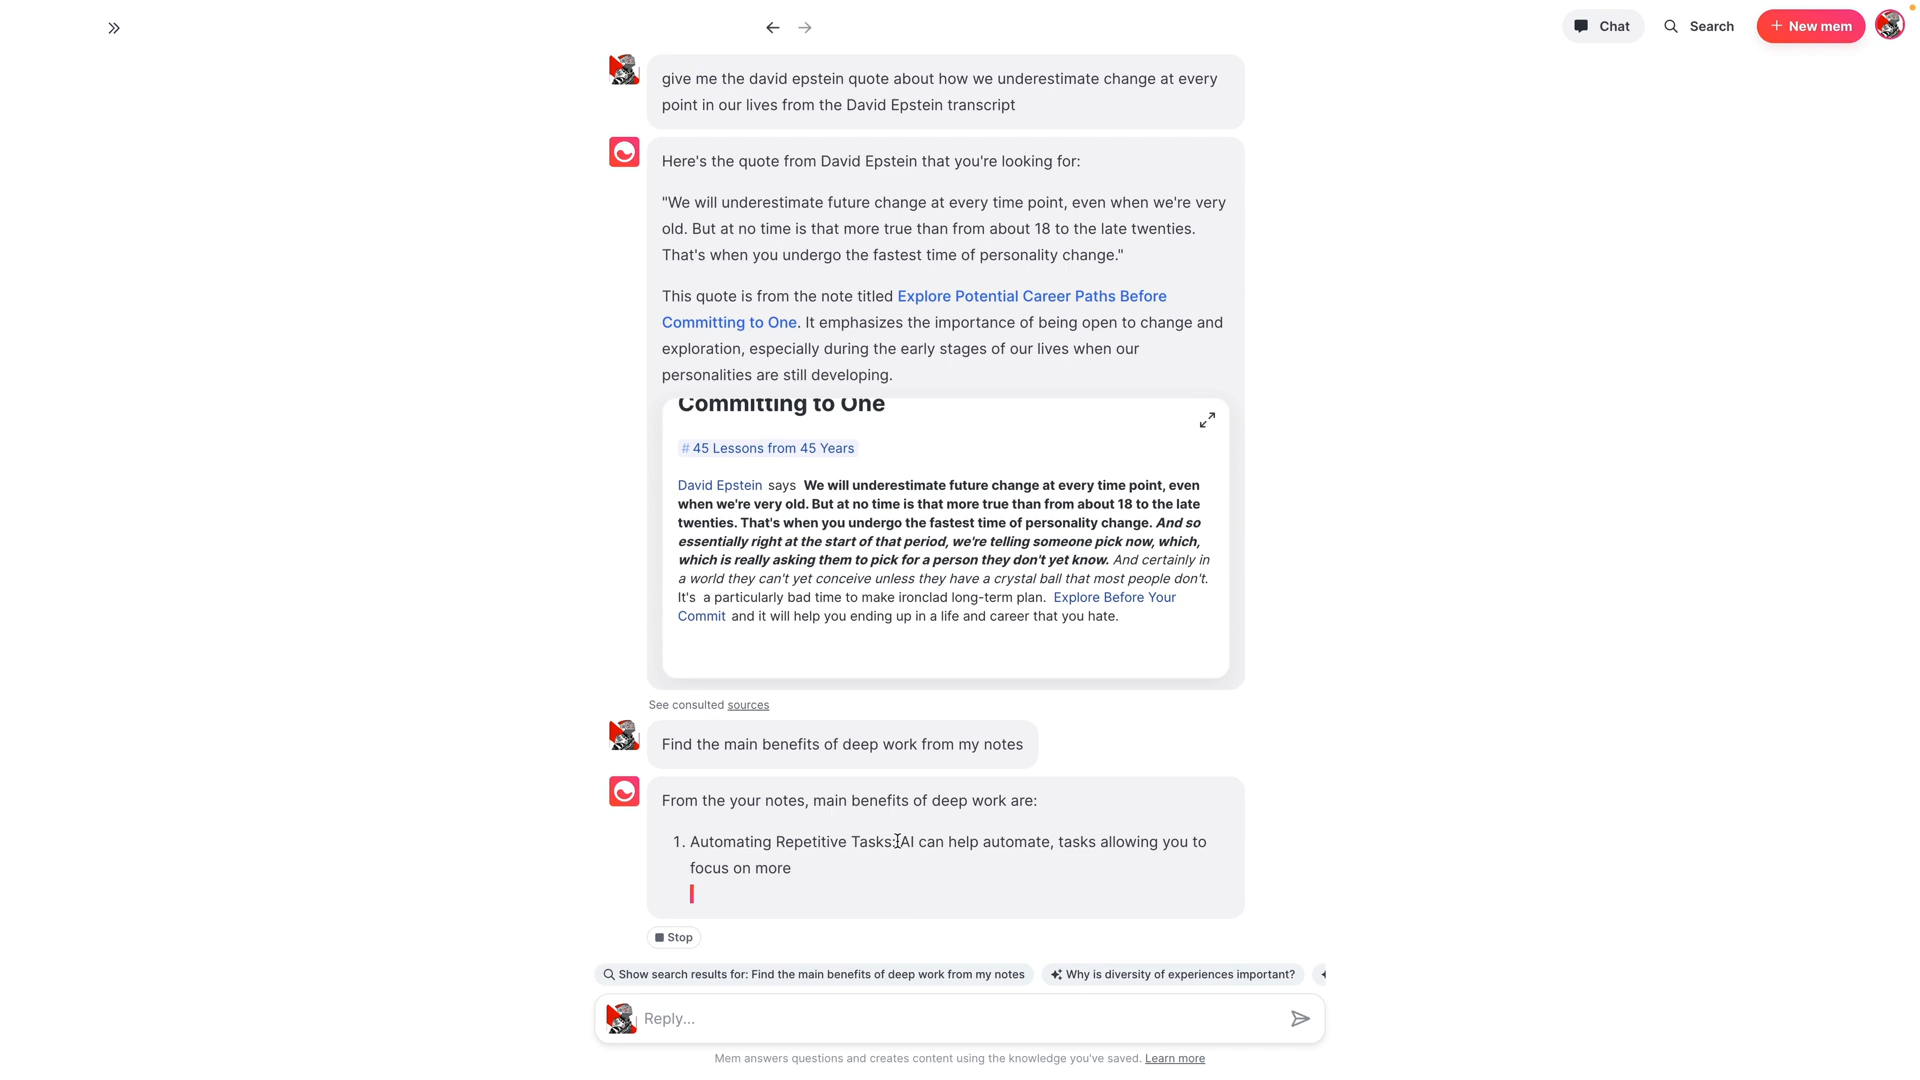 Chat
Search
+ New mem
give me the david epstein quote about how we underestimate change at every
point in our lives from the David Epstein transcript
Here's the quote from David Epstein that you're looking for:
"We will underestimate future change at every time point, even when we're very
old. But at no time is that more true than from about 18 to the late twenties.
That's when you undergo the fastest time of personality change."
This quote is from the note titled Explore Potential Career Paths Before
Committing to One. It emphasizes the importance of being open to change and
exploration, especially during the early stages of our lives when our
personalities are still developing.
Committing to One
# 45 Lessons from 45 Years
David Epstein says We will underestimate future change at every time point, even
when we're very old. But at no time is that more true than from about 18 to the late
twenties. That's when you undergo the fastest time of personality change. And so
essentially right at the start of that period, we're telling someone pick now, which,
which is really asking them to pick for a person they don't yet know. And certainly in
a world they can't yet conceive unless they have a crystal ball that most people don't.
It's a particularly bad time to make ironclad long-term plan. Explore Before Your
Commit and it will help you ending up in a life and career that you hate.
See consulted sources
Find the main benefits of deep work from my notes
From the your notes, main benefits of deep work are:
1. Automating Repetitive Tasks: AI can help automate, tasks allowing you to
focus on more
Stop
Show search results for: Find the main benefits of deep work from my notes
Why is diversity of experiences important?
Reply...
Mem answers questions and creates content using the knowledge you've saved. Learn more